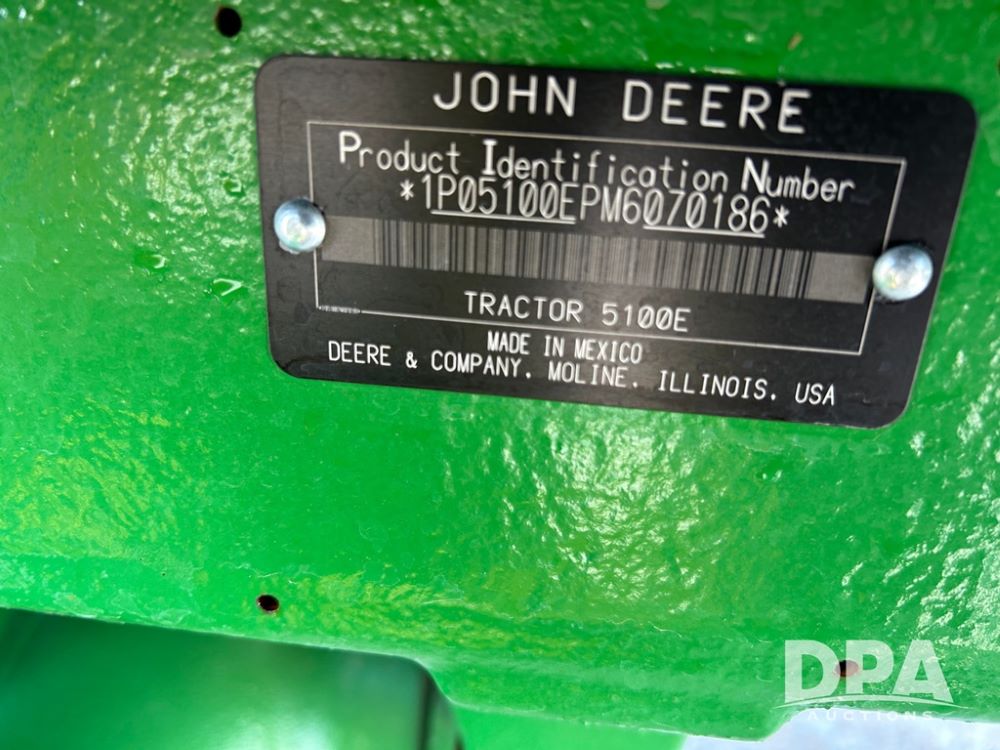 JOHN DEERE
Product Identification Number
*1P05100EPM6070186*
TRACTOR 5100E
MADE IN MEXICO
DEERE & COMPANY, MOLINE, ILLINOIS, USA
DPA
AUCTIONS